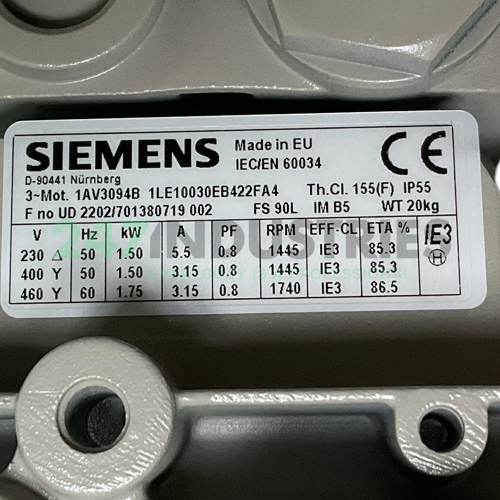 SIEMENS
Made in EU
IEC/EN 60034
CE
D-90441 Nürnberg
3~Mot. 1AV3094B 1LE10030EB422FA4 Th.Cl. 155(F) IP55
F no UD 2202/701380719 002 FS 90L IM B5 WT 20kg
V Hz kW A PF RPM EFF-CL ETA % IE3
230 Δ 50 1.50 5.5 0.8 1445 IE3 85.3 H
400 Y 50 1.50 3.15 0.8 1445 IE3 85.3
460 Y 60 1.75 3.15 0.8 1740 IE3 86.5
247 INDUSTRIES